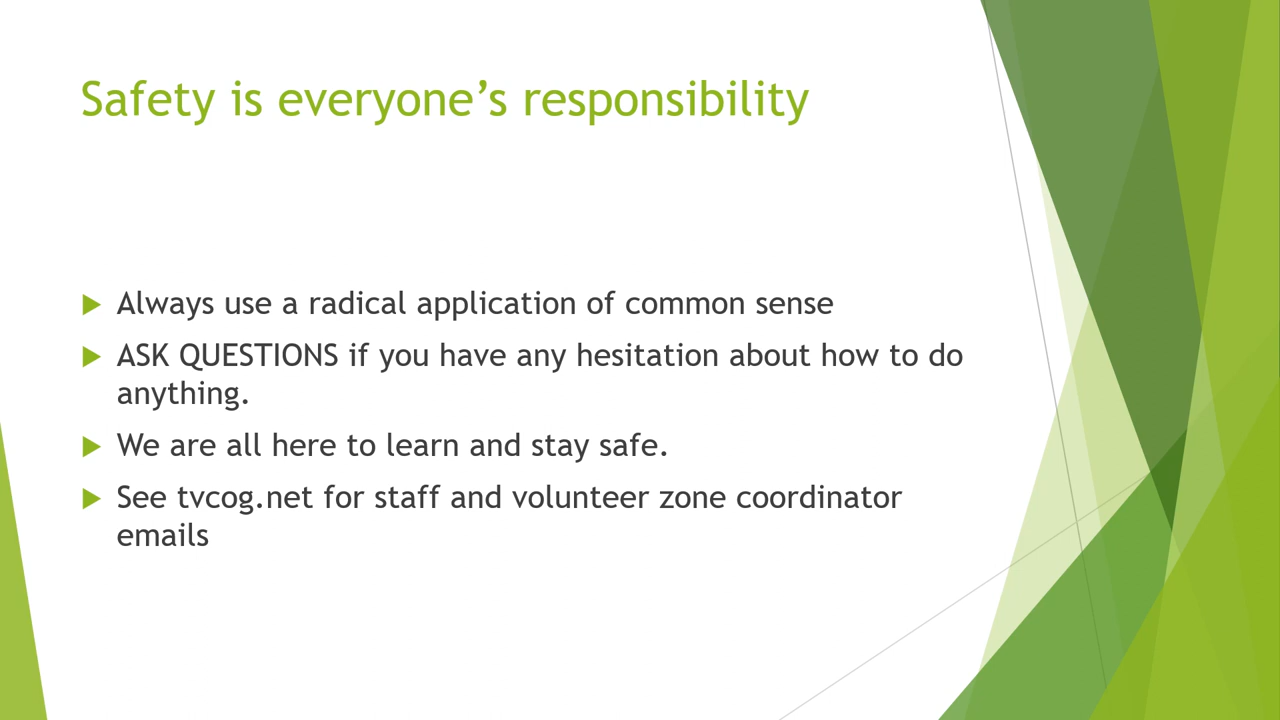 Safety is everyone’s responsibility
Always use a radical application of common sense
ASK QUESTIONS if you have any hesitation about how to do
anything.
We are all here to learn and stay safe.
See tvcog.net for staff and volunteer zone coordinator
emails